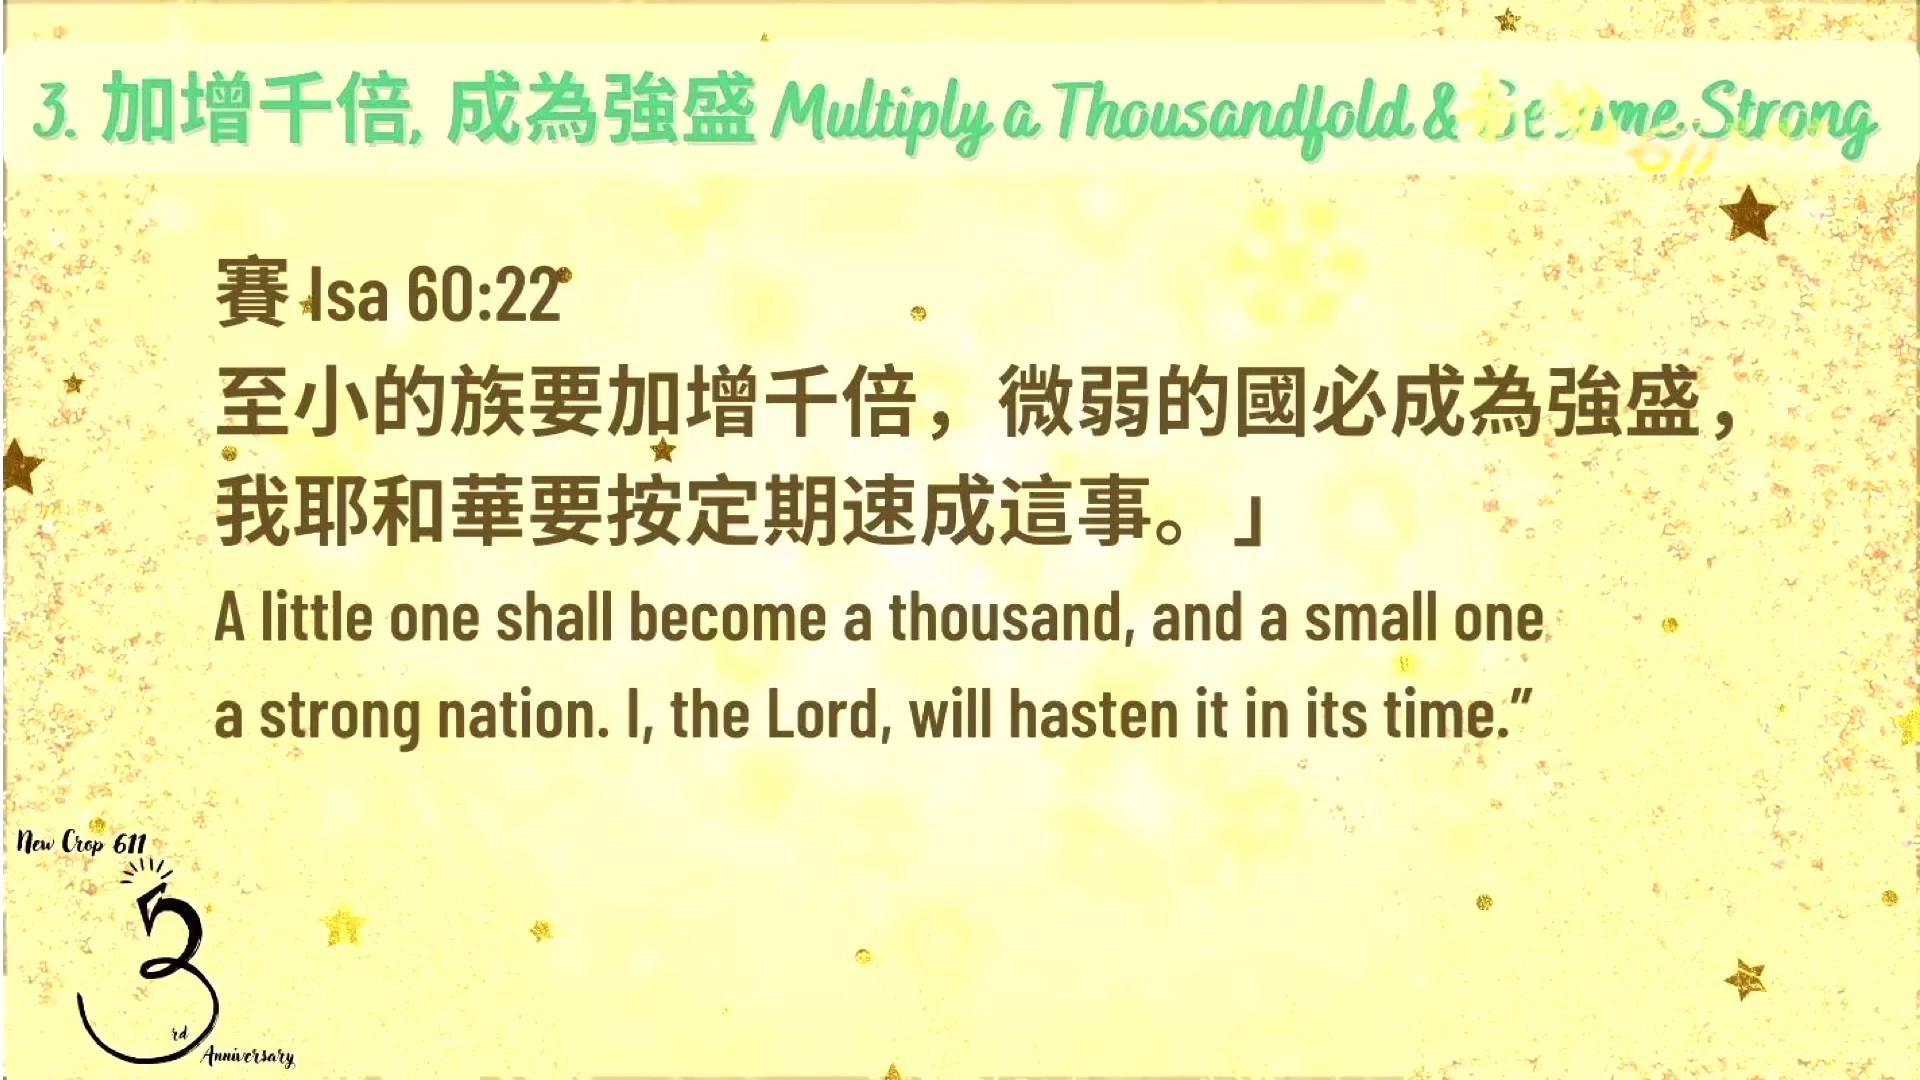 3. 加增千倍, 成為強盛 Multiply a Thousandfold & Become Strong
611
賽 Isa 60:22
至小的族要加增千倍，微弱的國必成為強盛，
我耶和華要按定期速成這事。」
A little one shall become a thousand, and a small one
a strong nation. I, the Lord, will hasten it in its time.”
New Crop 611
3
rd
Anniversary